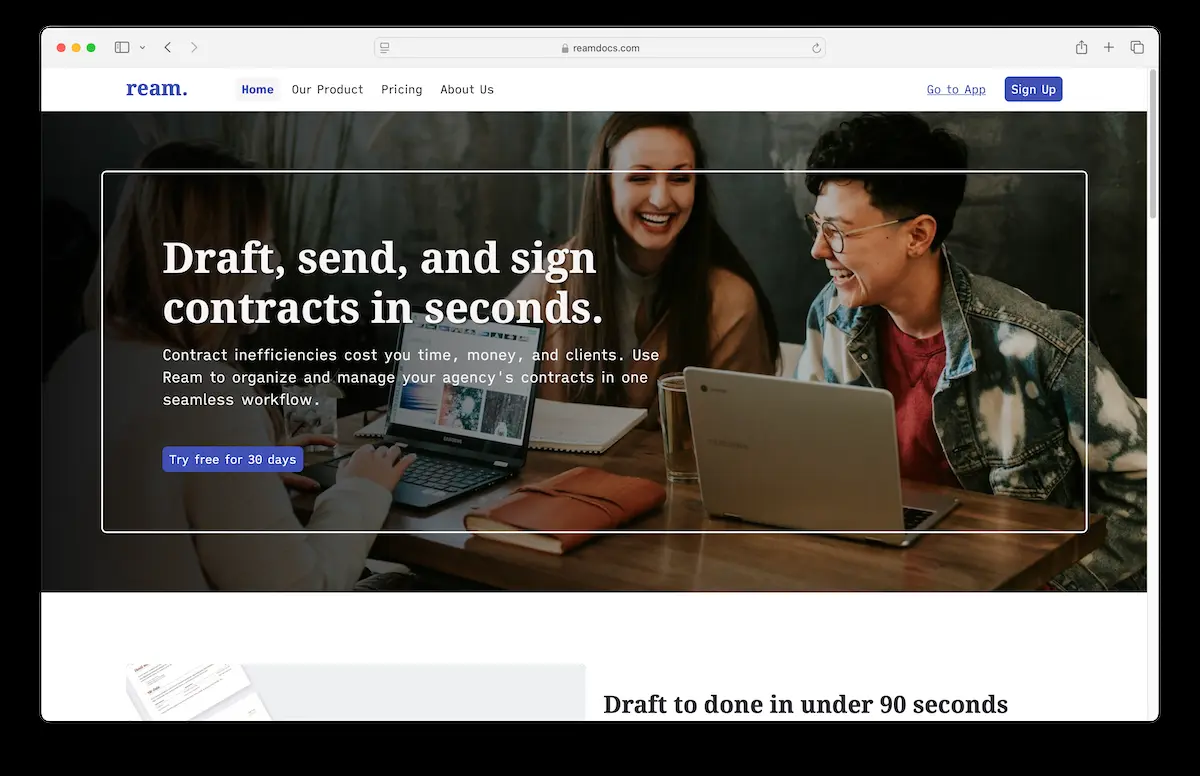 reamdocs.com
ream.
Home
Our Product
Pricing
About Us
Go to App
Sign Up
Draft, send, and sign
contracts in seconds.
Contract inefficiencies cost you time, money, and clients. Use
Ream to organize and manage your agency's contracts in one
seamless workflow.
Try free for 30 days
SAMSUNG
Draft to done in under 90 seconds